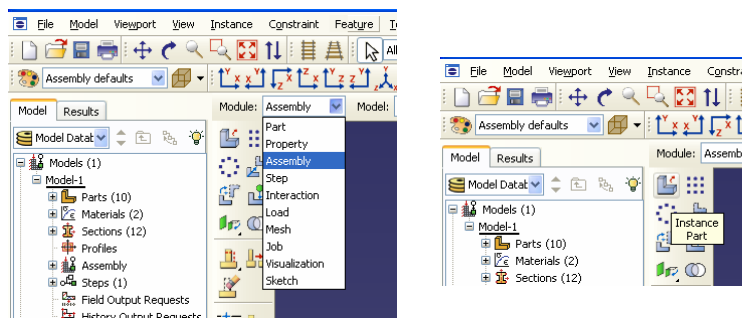 File Model Viewport View Instance Constraint Feature
All
Assembly defaults
Model Results
Module: Assembly Model:
Model Datab
Models (1)
Model-1
Parts (10)
Materials (2)
Sections (12)
Profiles
Assembly
Steps (1)
Field Output Requests
History Output Requests
Part
Property
Assembly
Step
Interaction
Load
Mesh
Job
Visualization
Sketch
File Model Viewport View Instance Constra
Assembly defaults
Model Results
Module: Assemb
Model Datab
Models (1)
Model-1
Parts (10)
Materials (2)
Sections (12)
Instance
Part